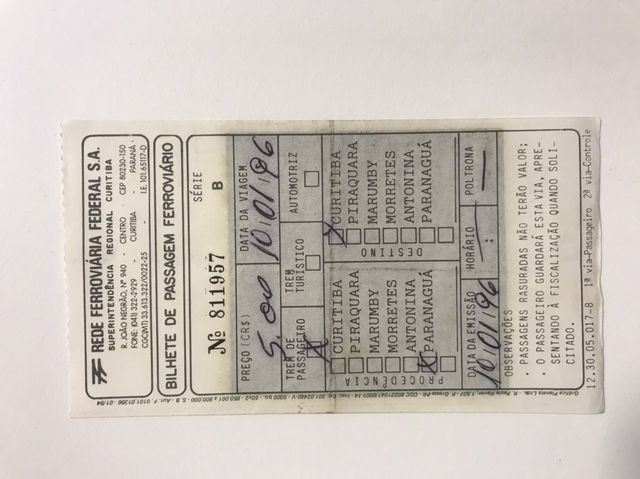 REDE FERROVIÁRIA FEDERAL S.A.
SUPERINTENDÊNCIA REGIONAL CURITIBA
R. JOÃO NEGRÃO, Nº 940 - CENTRO - CEP 80230-150
FONE: (041) 322-2929 - CURITIBA - PARANÁ
CGC(MT) 33.613.332/0022-25 - I.E. 101.65117-D
BILHETE DE PASSAGEM FERROVIÁRIO
SÉRIE
Nº 811957 B
PREÇO (CR$) DATA DA VIAGEM
5,00 10/01/96
TREM DE PASSAGEIRO X
TREM TURÍSTICO
AUTOMOTRIZ
PROCEDÊNCIA
CURITIBA
PIRAQUARA
MARUMBY
MORRETES
ANTONINA
X PARANAGUÁ
DESTINO
X CURITIBA
PIRAQUARA
MARUMBY
MORRETES
ANTONINA
PARANAGUÁ
DATA DA EMISSÃO HORÁRIO POLTRONA
10/01/96 : —
OBSERVAÇÕES
- PASSAGENS RASURADAS NÃO TERÃO VALOR;
- O PASSAGEIRO GUARDARÁ ESTA VIA, APRE-
SENTANDO À FISCALIZAÇÃO QUANDO SOLI-
CITADO.
12.30.05.017-8 1ª via-Passageiro 2ª via-Controle